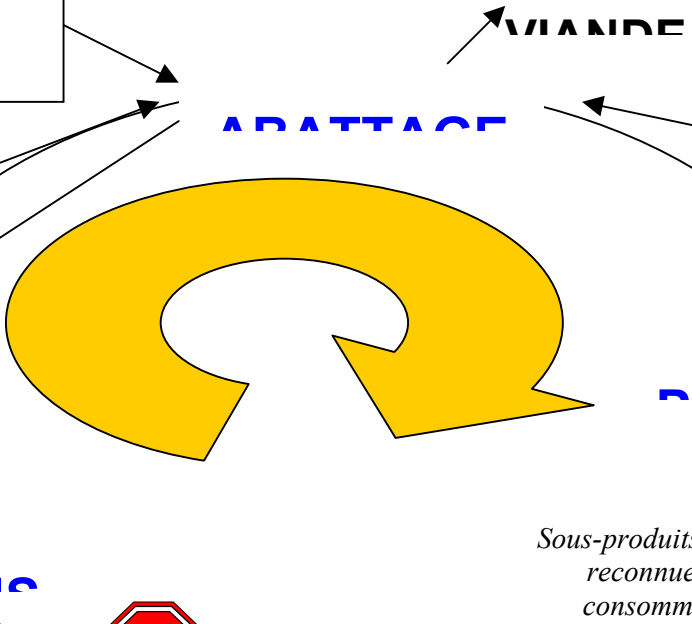 VIANDE
ABATTAGE
Sous-produits
reconnue
consomm